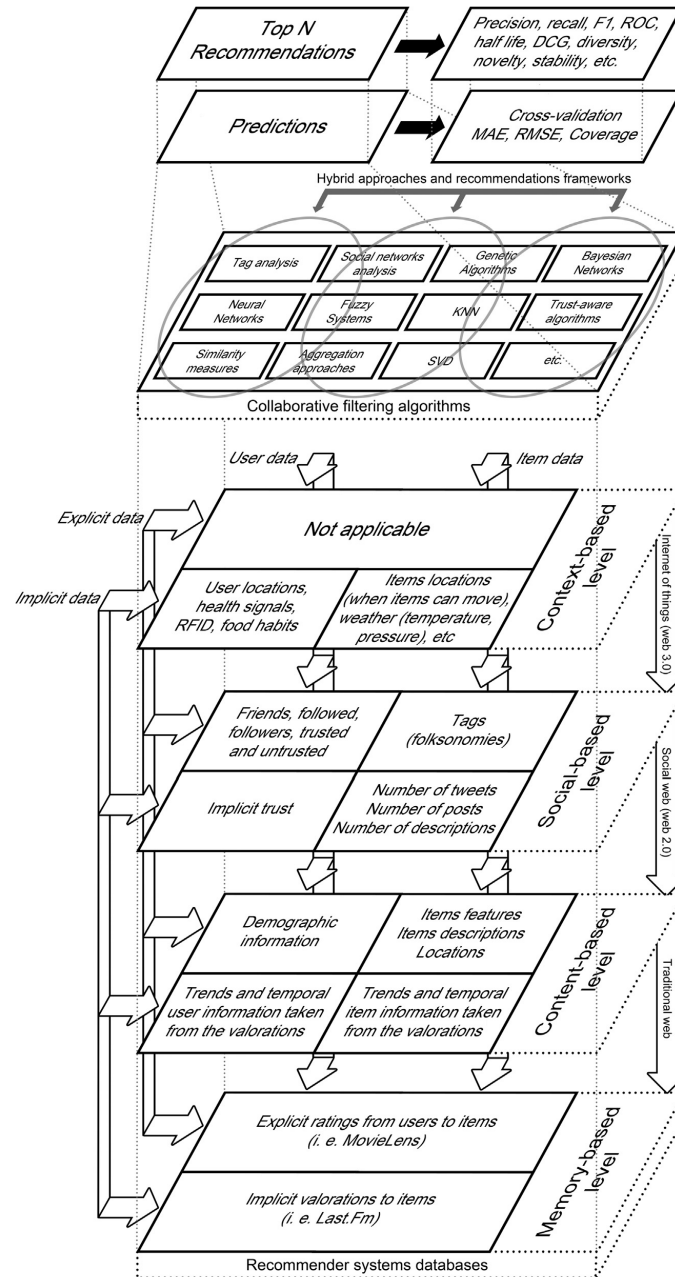 Top N
Recommendations
Precision, recall, F1, ROC,
half life, DCG, diversity,
novelty, stability, etc.
Predictions
Cross-validation
MAE, RMSE, Coverage
Hybrid approaches and recommendations frameworks
Tag analysis
Social networks
analysis
Genetic
Algorithms
Bayesian
Networks
Neural
Networks
Fuzzy
Systems
KNN
Trust-aware
algorithms
Similarity
measures
Aggregation
approaches
SVD
etc.
Collaborative filtering algorithms
User data
Item data
Explicit data
Implicit data
Not applicable
User locations,
health signals,
RFID, food habits
Items locations
(when items can move),
weather (temperature,
pressure), etc
Context-based
level
Internet of things (web 3.0)
Friends, followed,
followers, trusted
and untrusted
Tags
(folksonomies)
Implicit trust
Number of tweets
Number of posts
Number of descriptions
Social-based
level
Social web (web 2.0)
Demographic
information
Items features
Items descriptions
Locations
Trends and temporal
user information taken
from the valorations
Trends and temporal
item information taken
from the valorations
Content-based
level
Traditional web
Explicit ratings from users to items
(i. e. MovieLens)
Implicit valorations to items
(i. e. Last.Fm)
Memory-based
level
Recommender systems databases